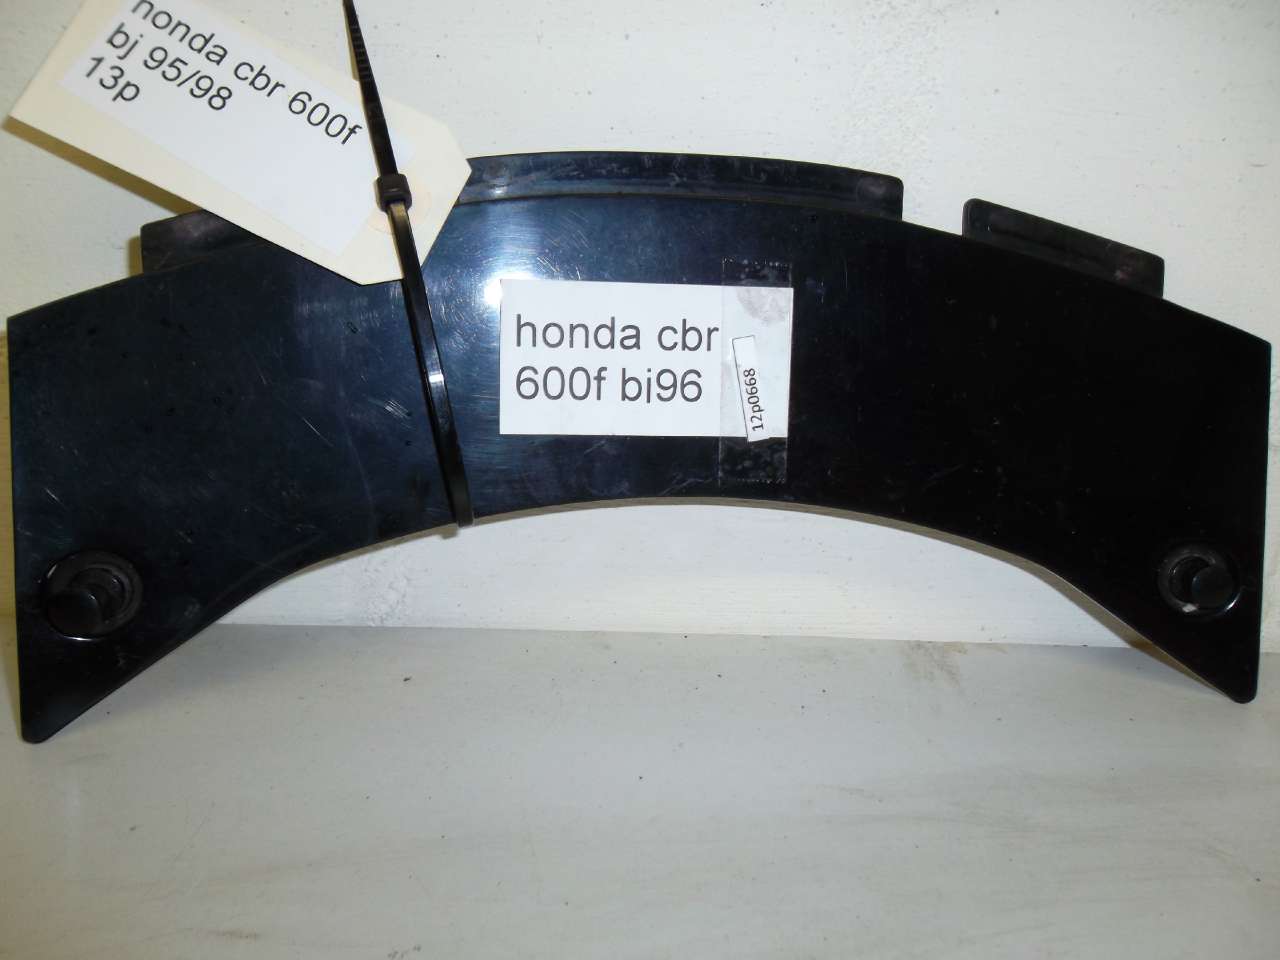 honda cbr 600f
bj 95/98
13p
honda cbr
600f bj96
12p0668